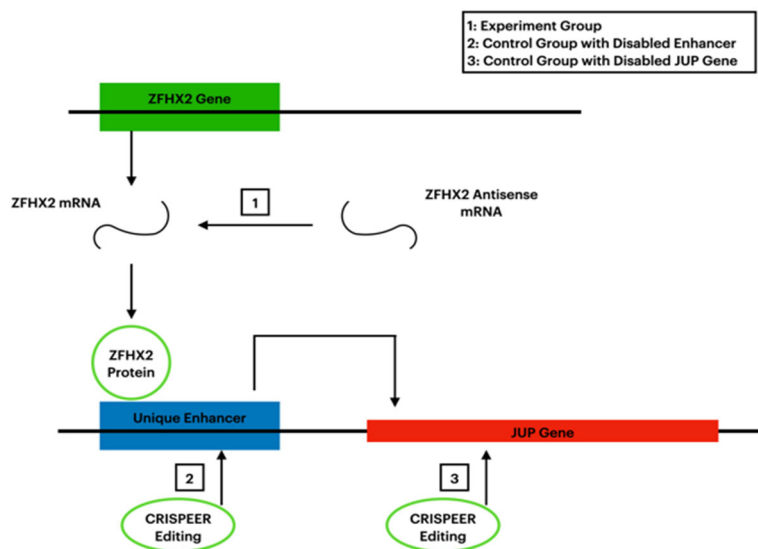 1: Experiment Group
2: Control Group with Disabled Enhancer
3: Control Group with Disabled JUP Gene
ZFHX2 Gene
ZFHX2 mRNA
1
ZFHX2 Antisense
mRNA
ZFHX2
Protein
Unique Enhancer
JUP Gene
2
3
CRISPEER
Editing
CRISPEER
Editing